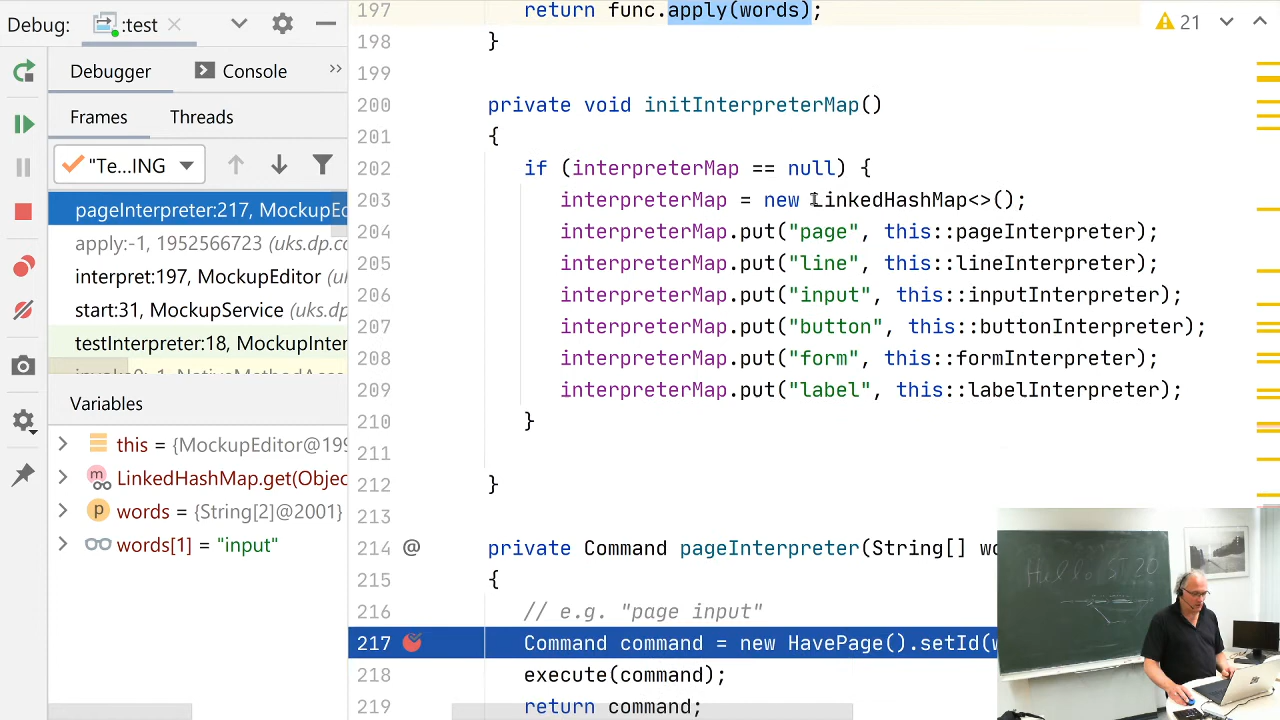 Debug: :test
Debugger Console
Frames Threads
"Te...ING
pageInterpreter:217, MockupEd
apply:-1, 1952566723 (uks.dp.co
interpret:197, MockupEditor (uk
start:31, MockupService (uks.dp
testInterpreter:18, MockupInter
Variables
this = {MockupEditor@199
LinkedHashMap.get(Objec
words = {String[2]@2001}
words[1] = "input"
21
197 return func.apply(words);
198 }
199
200 private void initInterpreterMap()
201 {
202 if (interpreterMap == null) {
203 interpreterMap = new LinkedHashMap<>();
204 interpreterMap.put("page", this::pageInterpreter);
205 interpreterMap.put("line", this::lineInterpreter);
206 interpreterMap.put("input", this::inputInterpreter);
207 interpreterMap.put("button", this::buttonInterpreter);
208 interpreterMap.put("form", this::formInterpreter);
209 interpreterMap.put("label", this::labelInterpreter);
210 }
211
212 }
213
214 @ private Command pageInterpreter(String[] wo
215 {
216 // e.g. "page input"
217 Command command = new HavePage().setId(w
218 execute(command);
219 return command;
Hello ST 20